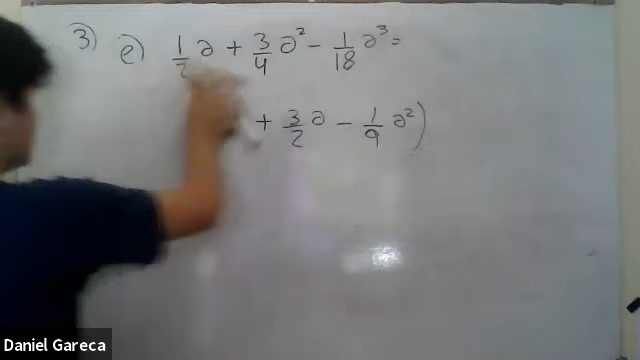 3) e) 1/2 a + 3/4 a² - 1/18 a³ =
+ 3/2 a - 1/9 a²)
Daniel Gareca